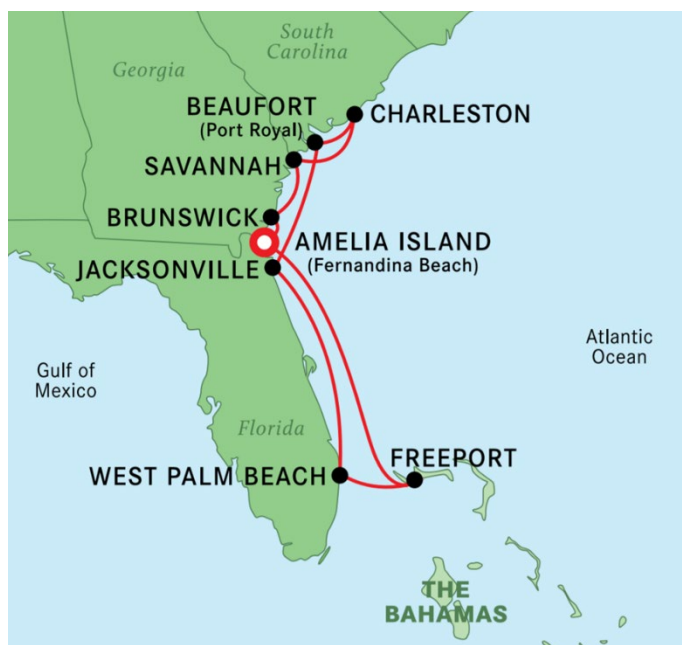 South
Carolina
Georgia
BEAUFORT
(Port Royal)
CHARLESTON
SAVANNAH
BRUNSWICK
AMELIA ISLAND
(Fernandina Beach)
JACKSONVILLE
Atlantic
Ocean
Gulf of
Mexico
Florida
FREEPORT
WEST PALM BEACH
THE
BAHAMAS